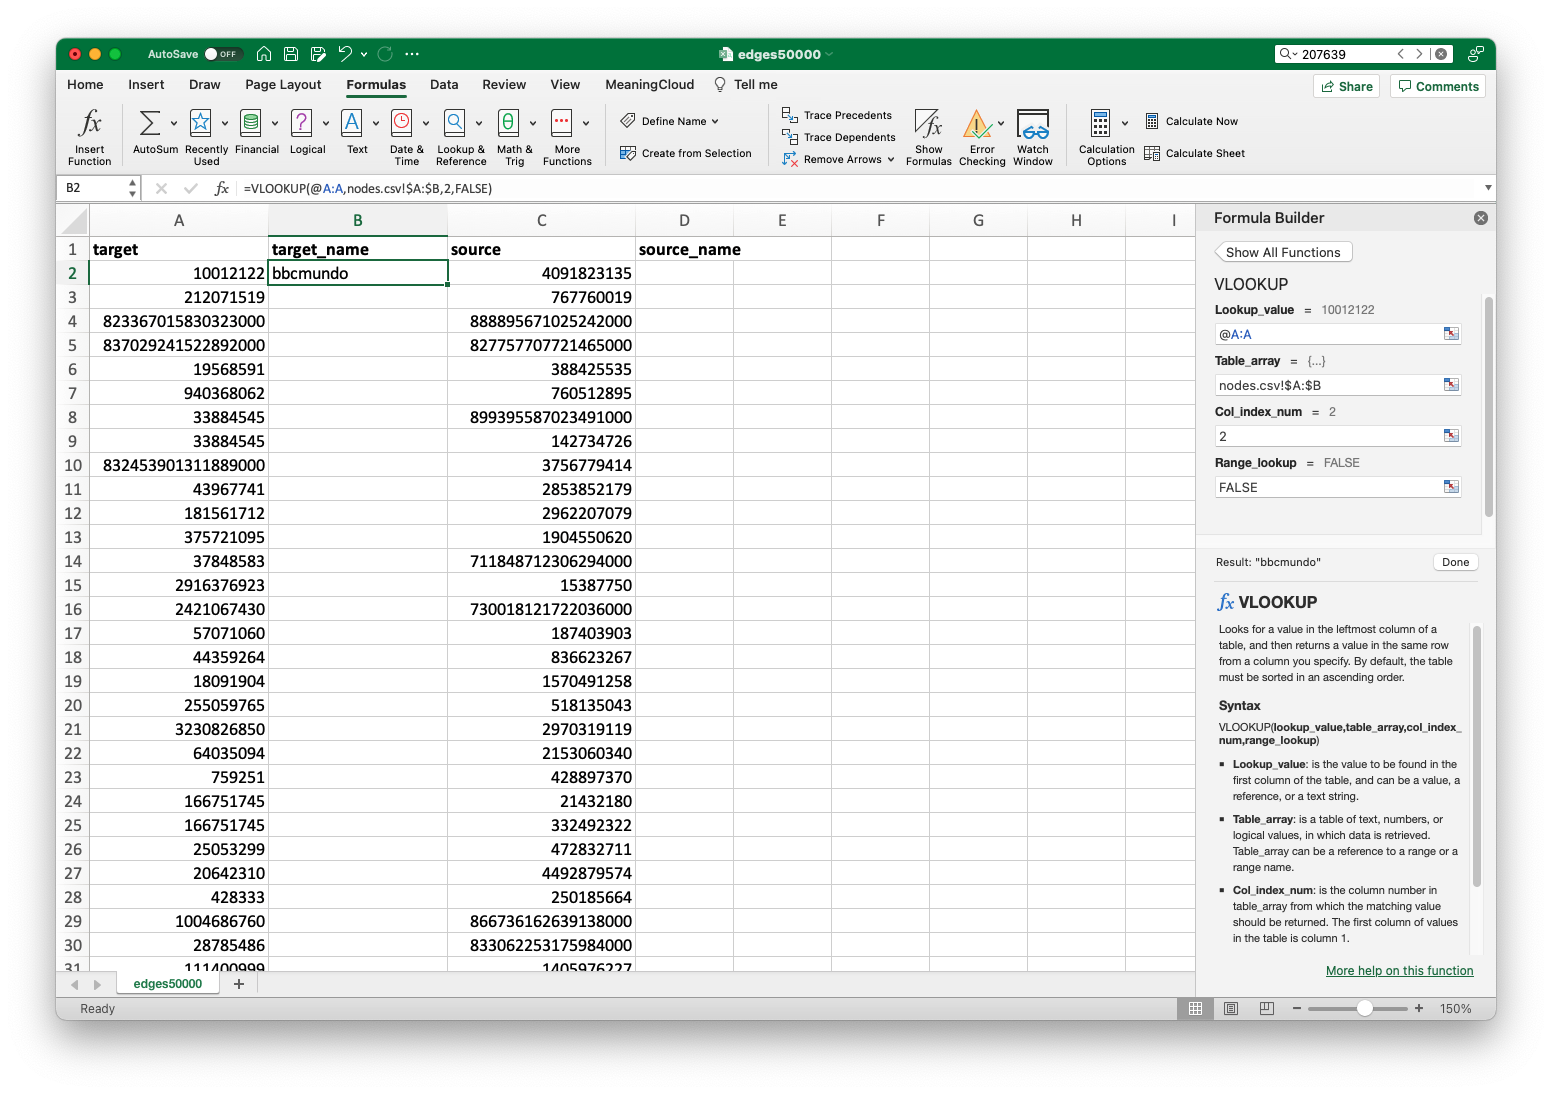 AutoSave OFF
edges50000
207639
Home Insert Draw Page Layout Formulas Data Review View MeaningCloud Tell me
Share Comments
Insert Function
AutoSum
Recently Used
Financial
Logical
Text
Date & Time
Lookup & Reference
Math & Trig
More Functions
Define Name
Create from Selection
Trace Precedents
Trace Dependents
Remove Arrows
Show Formulas
Error Checking
Watch Window
Calculation Options
Calculate Now
Calculate Sheet
B2 fx =VLOOKUP(@A:A,nodes.csv!$A:$B,2,FALSE)
A B C D E F G H I
1 target target_name source source_name
2 10012122 bbcmundo 4091823135
3 212071519 767760019
4 823367015830323000 888895671025242000
5 837029241522892000 827757707721465000
6 19568591 388425535
7 940368062 760512895
8 33884545 899395587023491000
9 33884545 142734726
10 832453901311889000 3756779414
11 43967741 2853852179
12 181561712 2962207079
13 375721095 1904550620
14 37848583 711848712306294000
15 2916376923 15387750
16 2421067430 730018121722036000
17 57071060 187403903
18 44359264 836623267
19 18091904 1570491258
20 255059765 518135043
21 3230826850 2970319119
22 64035094 2153060340
23 759251 428897370
24 166751745 21432180
25 166751745 332492322
26 25053299 472832711
27 20642310 4492879574
28 428333 250185664
29 1004686760 866736162639138000
30 28785486 833062253175984000
31 111400999 1405976227
edges50000 +
Ready
150%
Formula Builder
Show All Functions
VLOOKUP
Lookup_value = 10012122
@A:A
Table_array = {...}
nodes.csv!$A:$B
Col_index_num = 2
2
Range_lookup = FALSE
FALSE
Result: "bbcmundo"
Done
fx VLOOKUP
Looks for a value in the leftmost column of a
table, and then returns a value in the same row
from a column you specify. By default, the table
must be sorted in an ascending order.
Syntax
VLOOKUP(lookup_value,table_array,col_index_
num,range_lookup)
▪ Lookup_value: is the value to be found in the
first column of the table, and can be a value, a
reference, or a text string.
▪ Table_array: is a table of text, numbers, or
logical values, in which data is retrieved.
Table_array can be a reference to a range or a
range name.
▪ Col_index_num: is the column number in
table_array from which the matching value
should be returned. The first column of values
in the table is column 1.
More help on this function